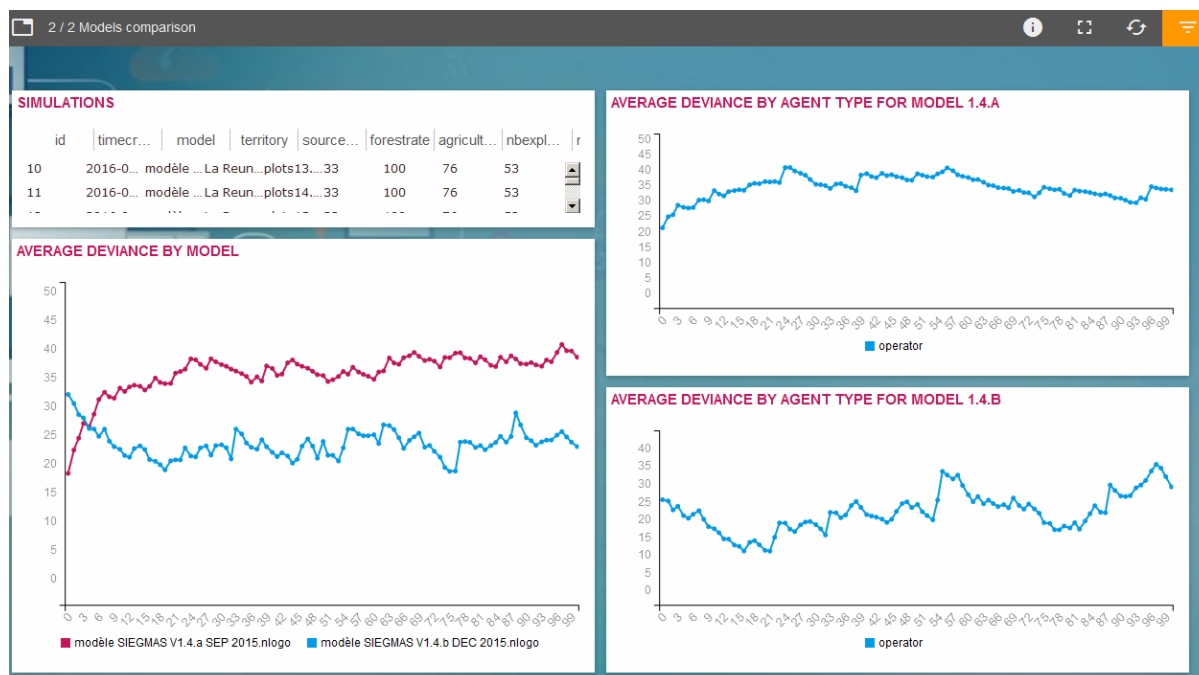 2 / 2 Models comparison
SIMULATIONS
id timecr... model territory source... forestrate agricult... nbexpl... r
10 2016-0... modèle ...La Reun...plots13....33 100 76 53
11 2016-0... modèle ...La Reun...plots14....33 100 76 53
AVERAGE DEVIANCE BY MODEL
50
45
40
35
30
25
20
15
10
5
0
0 3 6 9 12 15 18 21 24 27 30 33 36 39 42 45 48 51 54 57 60 63 66 69 72 75 78 81 84 87 90 93 96 99
modèle SIEGMAS V1.4.a SEP 2015.nlogo modèle SIEGMAS V1.4.b DEC 2015.nlogo
AVERAGE DEVIANCE BY AGENT TYPE FOR MODEL 1.4.A
50
45
40
35
30
25
20
15
10
5
0
0 3 6 9 12 15 18 21 24 27 30 33 36 39 42 45 48 51 54 57 60 63 66 69 72 75 78 81 84 87 90 93 96 99
operator
AVERAGE DEVIANCE BY AGENT TYPE FOR MODEL 1.4.B
40
35
30
25
20
15
10
5
0
0 3 6 9 12 15 18 21 24 27 30 33 36 39 42 45 48 51 54 57 60 63 66 69 72 75 78 81 84 87 90 93 96 99
operator